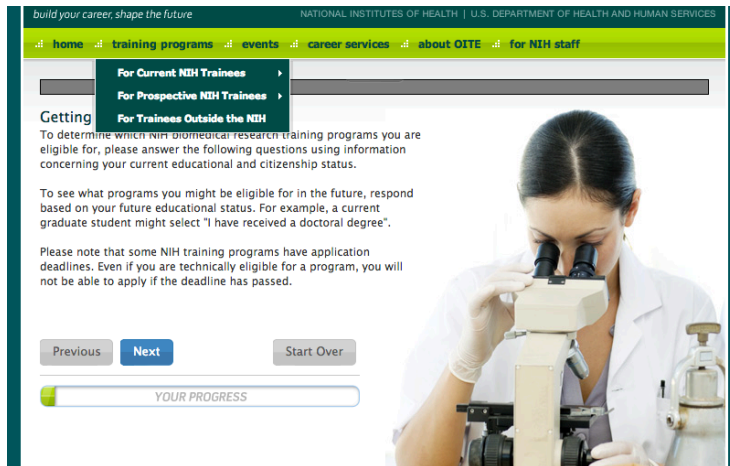 build your career, shape the future
NATIONAL INSTITUTES OF HEALTH | U.S. DEPARTMENT OF HEALTH AND HUMAN SERVICES
home training programs events career services about OITE for NIH staff
For Current NIH Trainees
For Prospective NIH Trainees
For Trainees Outside the NIH
Getting
To determine which NIH biomedical research training programs you are
eligible for, please answer the following questions using information
concerning your current educational and citizenship status.
To see what programs you might be eligible for in the future, respond
based on your future educational status. For example, a current
graduate student might select "I have received a doctoral degree".
Please note that some NIH training programs have application
deadlines. Even if you are technically eligible for a program, you will
not be able to apply if the deadline has passed.
Previous Next Start Over
YOUR PROGRESS